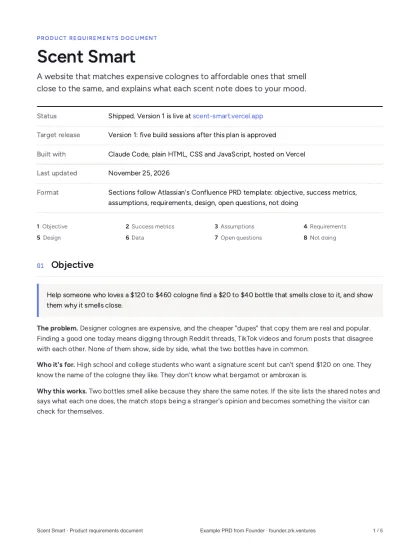 PRODUCT REQUIREMENTS DOCUMENT
Scent Smart
A website that matches expensive colognes to affordable ones that smell
close to the same, and explains what each scent note does to your mood.
Status Shipped. Version 1 is live at scent-smart.vercel.app
Target release Version 1: five build sessions after this plan is approved
Built with Claude Code, plain HTML, CSS and JavaScript, hosted on Vercel
Last updated November 25, 2026
Format Sections follow Atlassian's Confluence PRD template: objective, success metrics,
assumptions, requirements, design, open questions, not doing
1 Objective 2 Success metrics 3 Assumptions 4 Requirements
5 Design 6 Data 7 Open questions 8 Not doing
01 Objective
Help someone who loves a $120 to $460 cologne find a $20 to $40 bottle that smells close to it, and show
them why it smells close.
The problem. Designer colognes are expensive, and the cheaper "dupes" that copy them are real and popular.
Finding a good one today means digging through Reddit threads, TikTok videos and forum posts that disagree
with each other. None of them show, side by side, what the two bottles have in common.
Who it's for. High school and college students who want a signature scent but can't spend $120 on one. They
know the name of the cologne they like. They don't know what bergamot or ambroxan is.
Why this works. Two bottles smell alike because they share the same notes. If the site lists the shared notes and
says what each one does, the match stops being a stranger's opinion and becomes something the visitor can
check for themselves.
Scent Smart · Product requirements document Example PRD from Founder · founder.zrk.ventures 1 / 5